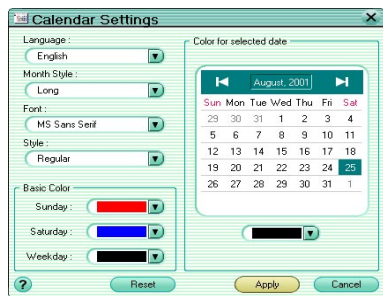 Calendar Settings
Language :
English
Month Style :
Long
Font :
MS Sans Serif
Style :
Regular
Basic Color
Sunday :
Saturday :
Weekday :
Color for selected date
August, 2001
Sun Mon Tue Wed Thu Fri Sat
29 30 31 1 2 3 4
5 6 7 8 9 10 11
12 13 14 15 16 17 18
19 20 21 22 23 24 25
26 27 28 29 30 31 1
? Reset Apply Cancel